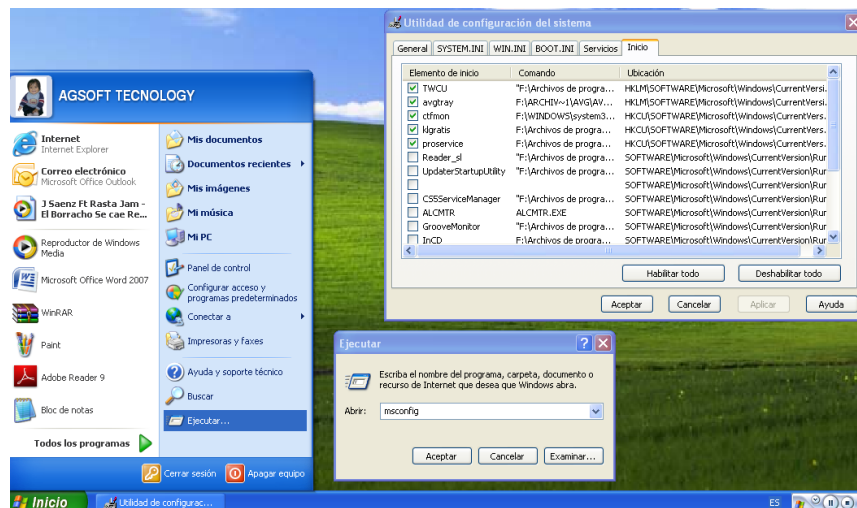 AGSOFT TECNOLOGY
Internet
Internet Explorer
Correo electrónico
Microsoft Office Outlook
J Saenz Ft Rasta Jam -
El Borracho Se cae Re...
Reproductor de Windows
Media
Microsoft Office Word 2007
WinRAR
Paint
Adobe Reader 9
Bloc de notas
Todos los programas
Mis documentos
Documentos recientes
Mis imágenes
Mi música
Mi PC
Panel de control
Configurar acceso y
programas predeterminados
Conectar a
Impresoras y faxes
Ayuda y soporte técnico
Buscar
Ejecutar...
Cerrar sesión Apagar equipo
Utilidad de configuración del sistema
General SYSTEM.INI WIN.INI BOOT.INI Servicios Inicio
Elemento de inicio Comando Ubicación
TWCU "F:\Archivos de progra... HKLM\SOFTWARE\Microsoft\Windows\CurrentVersi.
avgtray F:\ARCHIV~1\AVG\AV... HKLM\SOFTWARE\Microsoft\Windows\CurrentVersi.
ctfmon F:\WINDOWS\system3... HKCU\SOFTWARE\Microsoft\Windows\CurrentVers.
klgratis "F:\Archivos de progra... HKCU\SOFTWARE\Microsoft\Windows\CurrentVers.
proservice "F:\Archivos de progra... HKCU\SOFTWARE\Microsoft\Windows\CurrentVers.
Reader_sl "F:\Archivos de progra... SOFTWARE\Microsoft\Windows\CurrentVersion\Rur
UpdaterStartupUtility "F:\Archivos de progra... SOFTWARE\Microsoft\Windows\CurrentVersion\Rur
SOFTWARE\Microsoft\Windows\CurrentVersion\Rur
CS5ServiceManager "F:\Archivos de progra... SOFTWARE\Microsoft\Windows\CurrentVersion\Rur
ALCMTR ALCMTR.EXE SOFTWARE\Microsoft\Windows\CurrentVersion\Rur
GrooveMonitor "F:\Archivos de progra... SOFTWARE\Microsoft\Windows\CurrentVersion\Rur
InCD F:\Archivos de progra... SOFTWARE\Microsoft\Windows\CurrentVersion\Rur
Habilitar todo Deshabilitar todo
Aceptar Cancelar Aplicar Ayuda
Ejecutar
Escriba el nombre del programa, carpeta, documento o
recurso de Internet que desea que Windows abra.
Abrir: msconfig
Aceptar Cancelar Examinar...
Inicio Utilidad de configurac... ES